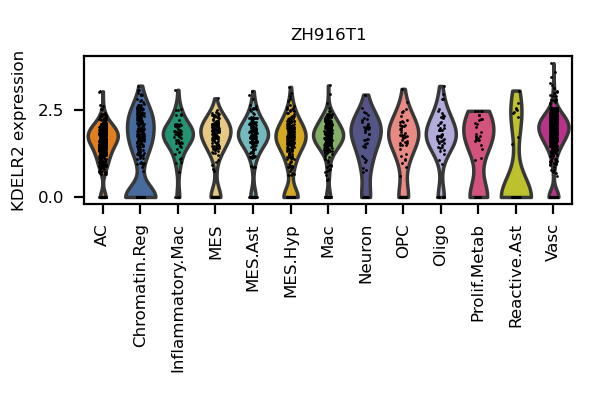 ZH916T1
KDELR2 expression
2.5
0.0
AC
Chromatin.Reg
Inflammatory.Mac
MES
MES.Ast
MES.Hyp
Mac
Neuron
OPC
Oligo
Prolif.Metab
Reactive.Ast
Vasc